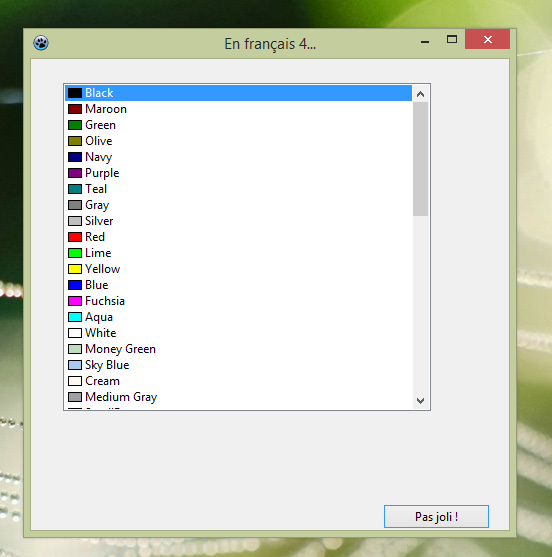 En français 4...
Black
Maroon
Green
Olive
Navy
Purple
Teal
Gray
Silver
Red
Lime
Yellow
Blue
Fuchsia
Aqua
White
Money Green
Sky Blue
Cream
Medium Gray
Pas joli !